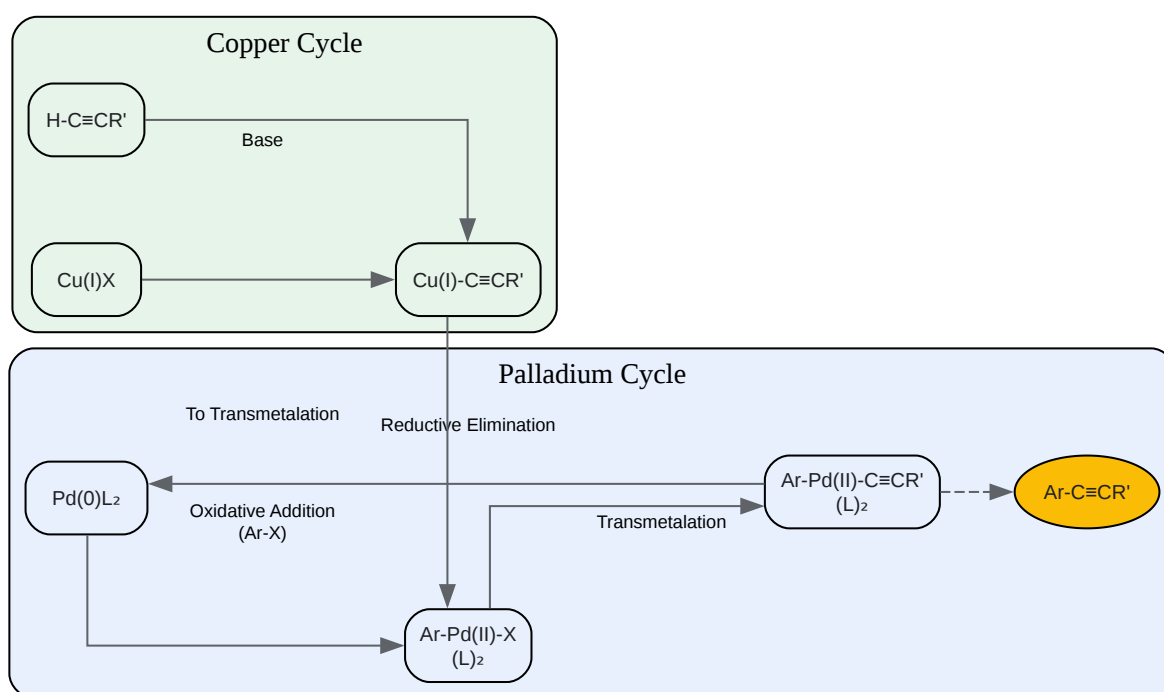 Copper Cycle
H-C≡CR'
Base
Cu(I)X
Cu(I)-C≡CR'
Palladium Cycle
To Transmetalation
Reductive Elimination
Pd(0)L₂
Ar-Pd(II)-C≡CR'
(L)₂
Ar-C≡CR'
Oxidative Addition
(Ar-X)
Transmetalation
Ar-Pd(II)-X
(L)₂